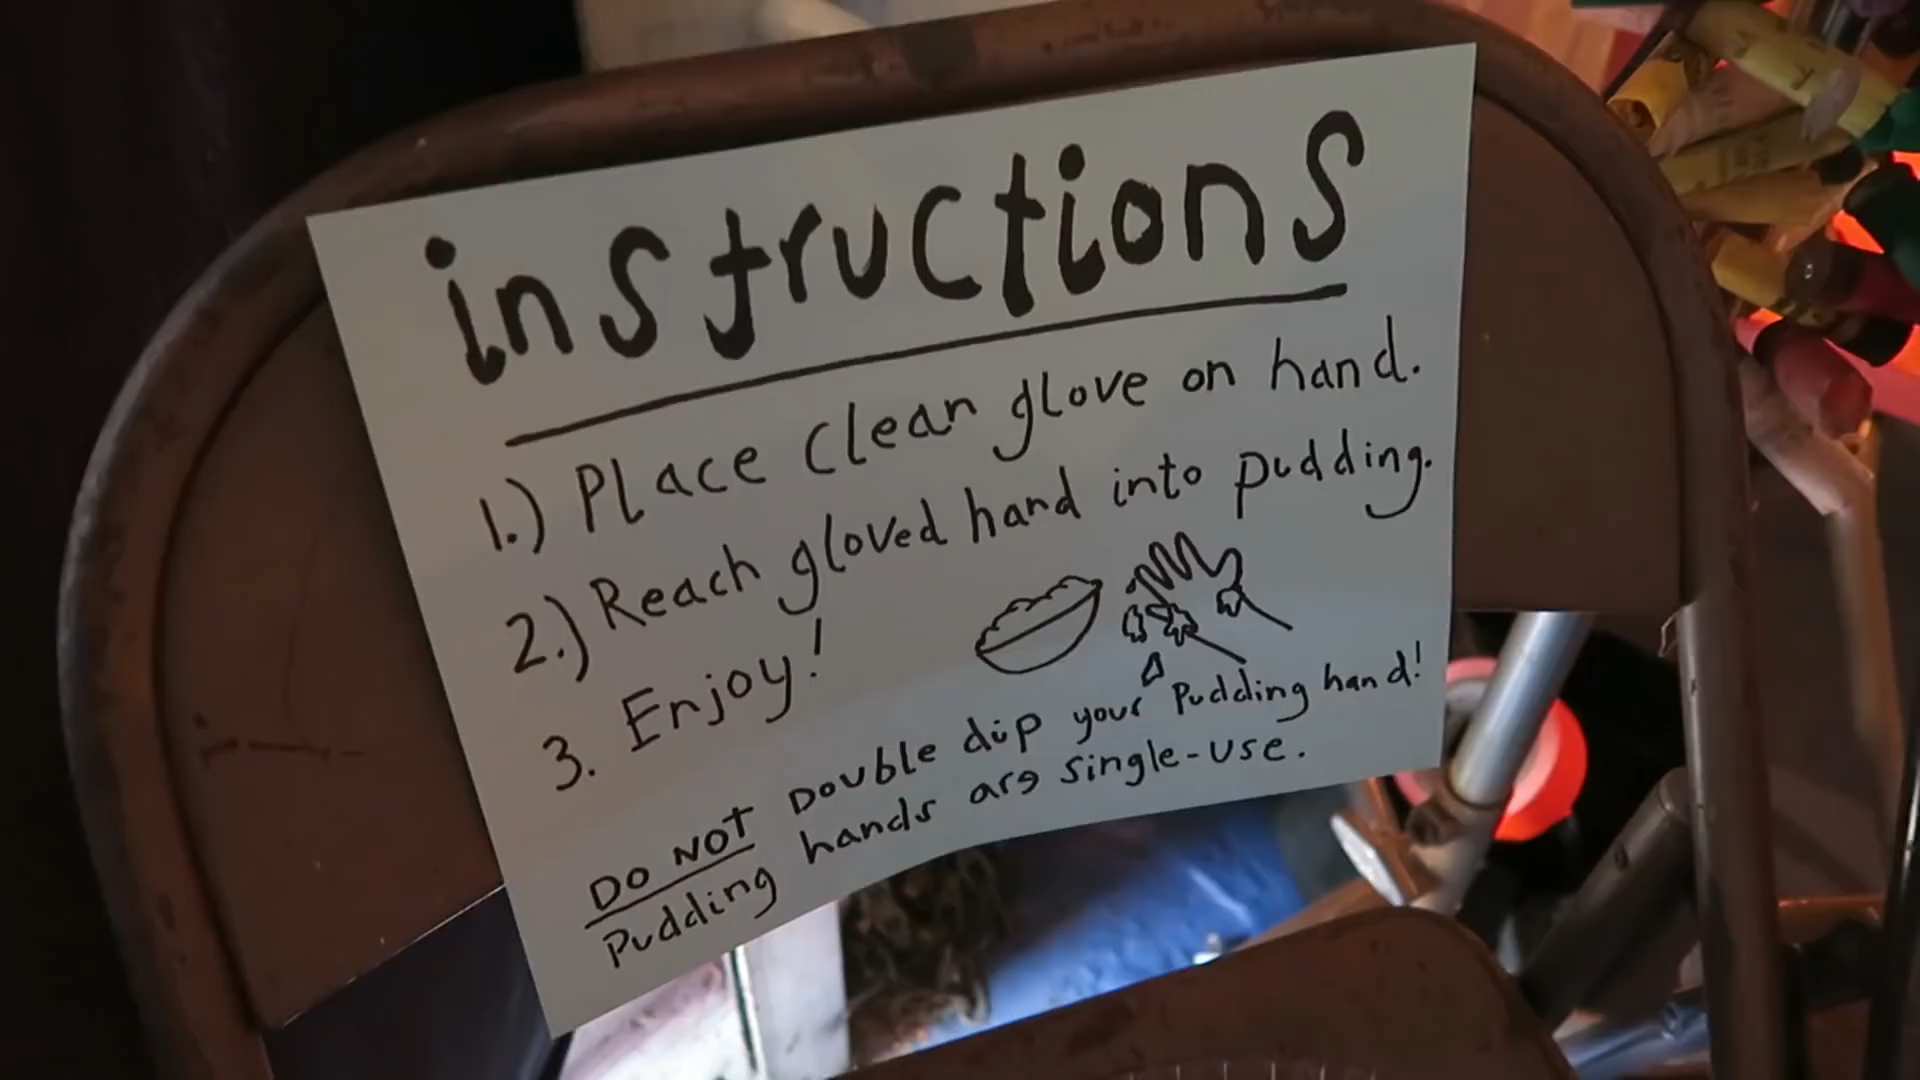 instructions
1.) Place clean glove on hand.
2.) Reach gloved hand into pudding.
3. Enjoy!
DO NOT Double dip your Pudding hand!
Pudding hands are single-use.